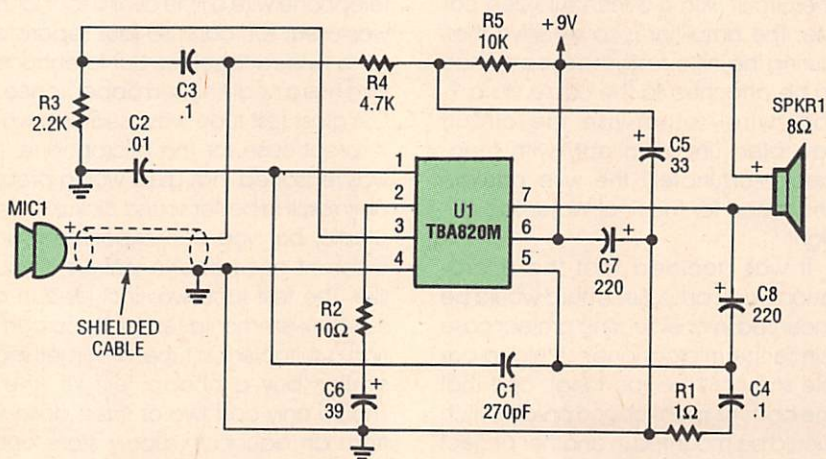 R3
2.2K
C3
.1
C2
.01
R4
4.7K
R5
10K
+9V
SPKR1
8Ω
+
C5
33
+
MIC1
+
SHIELDED
CABLE
1
2
3
4
U1
TBA820M
7
6
5
C7
220
+
C8
220
+
R2
10Ω
C6
39
+
C1
270pF
R1
1Ω
C4
.1